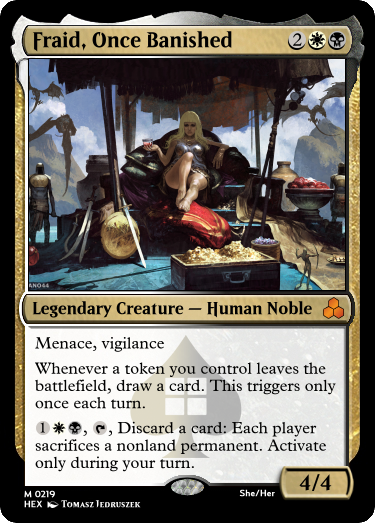 Fraid, Once Banished 2
ANO44
Legendary Creature — Human Noble
Menace, vigilance
Whenever a token you control leaves the
battlefield, draw a card. This triggers only
once each turn.
1, Discard a card: Each player
sacrifices a nonland permanent. Activate
only during your turn.
4/4
M 0219
HEX Tomasz Jedruszek
She/Her